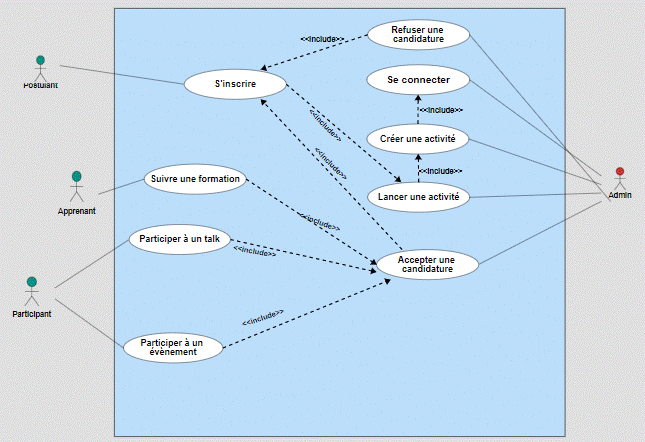 Refuser une
candidature
<<include>>
Se connecter
S'inscrire
Postulant
<<include>>
<<include>>
Créer une activité
<<include>>
<<include>>
Suivre une formation
Apprenant
Lancer une activité
Admin
<<include>>
Participer à un talk
<<include>>
Accepter une
candidature
Participant
<<include>>
Participer à un
évènement